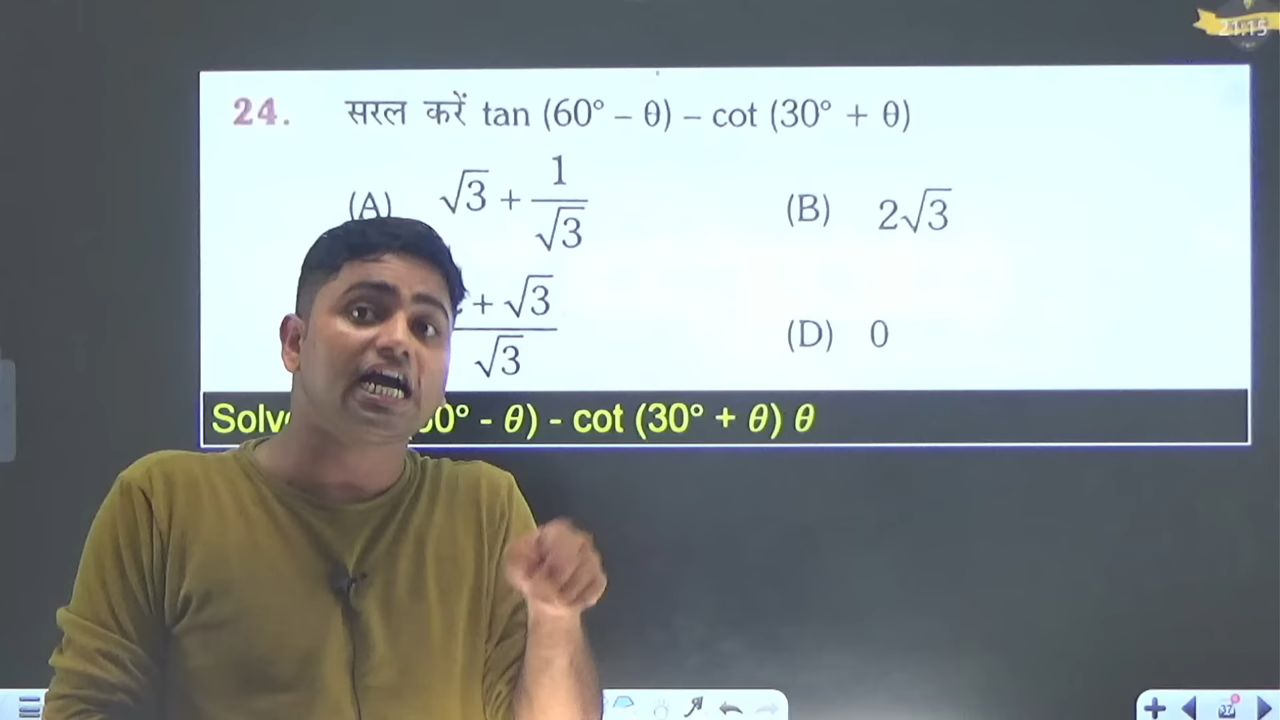 21:15
24. सरल करें tan (60° – θ) – cot (30° + θ)
(A) √3 + 1/√3
(B) 2√3
+ √3 / √3
(D) 0
0° - θ) - cot (30° + θ) θ
37